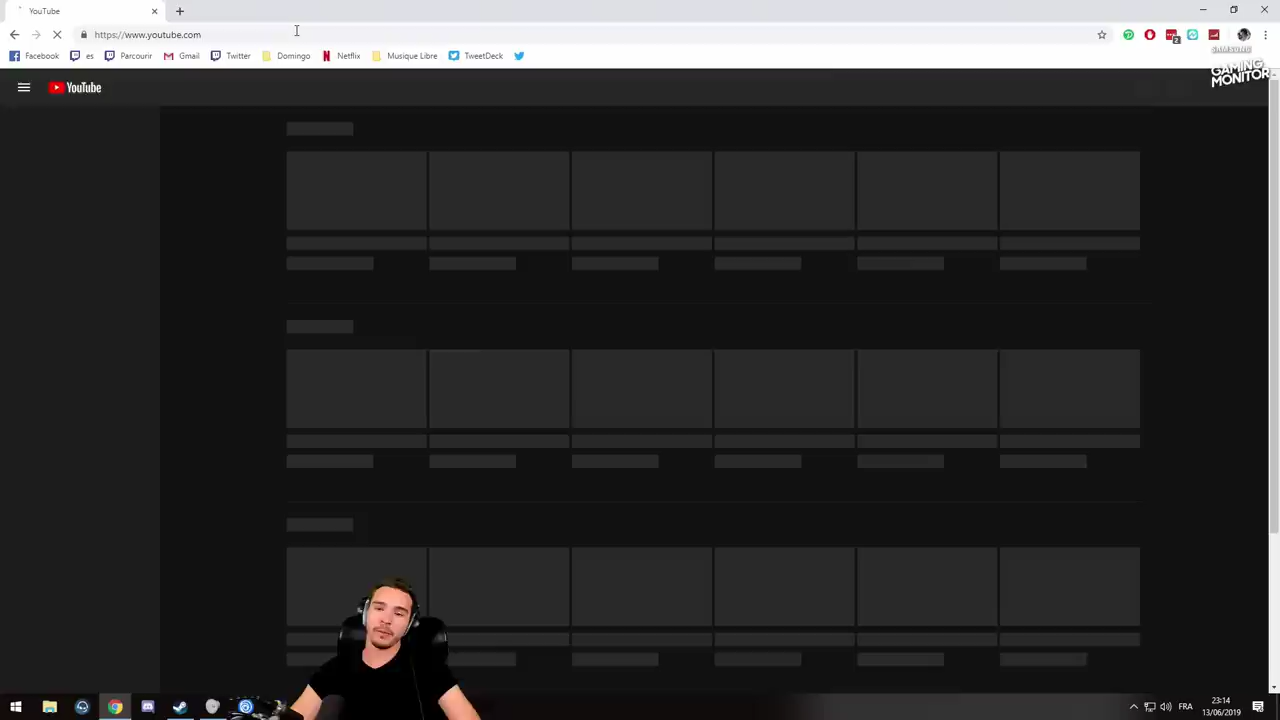 YouTube
https://www.youtube.com
Facebook
es
Parcourir
Gmail
Twitter
Domingo
Netflix
Musique Libre
TweetDeck
2
SAMSUNG
GAMING
MONITOR
YouTube
FRA
23:14
13/06/2019